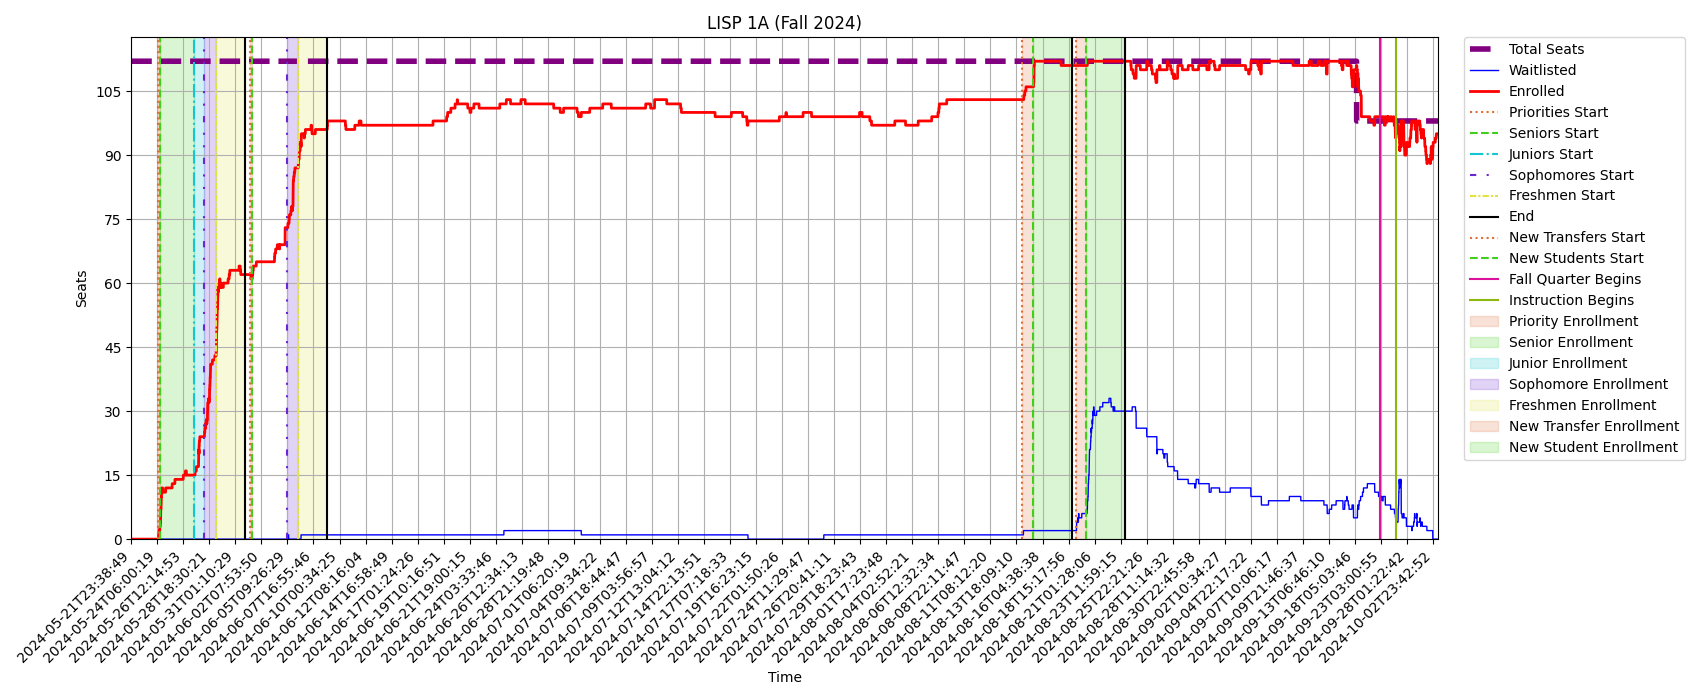 LISP 1A (Fall 2024)
Seats
105
90
75
60
45
30
15
0
2024-05-21T23:38:49
2024-05-24T06:00:19
2024-05-26T12:14:53
2024-05-28T18:30:21
2024-05-31T01:10:29
2024-06-02T07:53:50
2024-06-05T09:26:29
2024-06-07T16:55:46
2024-06-10T00:34:25
2024-06-12T08:16:04
2024-06-14T16:58:49
2024-06-17T01:24:26
2024-06-19T10:16:51
2024-06-21T19:00:15
2024-06-24T03:33:46
2024-06-26T12:34:13
2024-06-28T21:19:48
2024-07-01T06:20:19
2024-07-04T09:34:22
2024-07-06T18:44:47
2024-07-09T03:56:57
2024-07-12T13:04:12
2024-07-14T22:13:51
2024-07-17T07:18:33
2024-07-19T16:23:15
2024-07-22T01:50:26
2024-07-24T11:29:47
2024-07-26T20:41:11
2024-07-29T18:23:43
2024-08-01T17:23:48
2024-08-04T02:52:21
2024-08-06T12:32:34
2024-08-08T22:11:47
2024-08-11T08:12:20
2024-08-13T18:09:10
2024-08-16T04:38:38
2024-08-18T15:17:56
2024-08-21T01:28:06
2024-08-23T11:59:15
2024-08-25T22:21:26
2024-08-28T11:14:32
2024-08-30T22:45:58
2024-09-02T10:34:27
2024-09-04T22:17:22
2024-09-07T10:06:17
2024-09-09T21:46:37
2024-09-13T06:46:10
2024-09-18T05:03:46
2024-09-23T03:00:55
2024-09-28T01:22:42
2024-10-02T23:42:52
Time
Total Seats
Waitlisted
Enrolled
Priorities Start
Seniors Start
Juniors Start
Sophomores Start
Freshmen Start
End
New Transfers Start
New Students Start
Fall Quarter Begins
Instruction Begins
Priority Enrollment
Senior Enrollment
Junior Enrollment
Sophomore Enrollment
Freshmen Enrollment
New Transfer Enrollment
New Student Enrollment